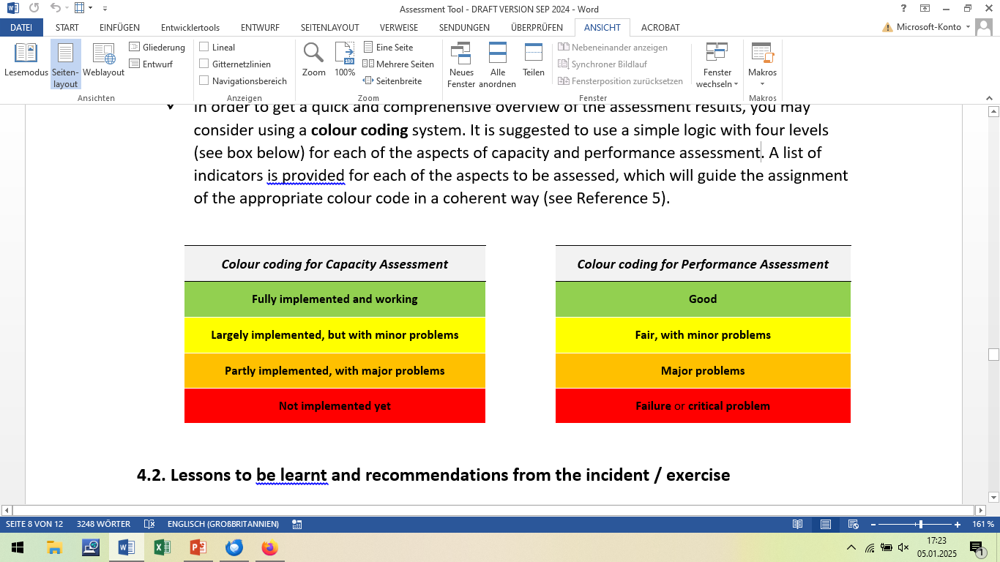 Assessment Tool - DRAFT VERSION SEP 2024 - Word
DATEI START EINFÜGEN Entwicklertools ENTWURF SEITENLAYOUT VERWEISE SENDUNGEN ÜBERPRÜFEN ANSICHT ACROBAT Microsoft-Konto
Lesemodus
Seiten-
layout
Weblayout
Gliederung
Entwurf
Ansichten
Lineal
Gitternetzlinien
Navigationsbereich
Anzeigen
Zoom
100
100%
Eine Seite
Mehrere Seiten
Seitenbreite
Zoom
Neues
Fenster
Alle
anordnen
Teilen
Nebeneinander anzeigen
Synchroner Bildlauf
Fensterposition zurücksetzen
Fenster
wechseln
Fenster
Makros
Makros
In order to get a quick and comprehensive overview of the assessment results, you may
consider using a colour coding system. It is suggested to use a simple logic with four levels
(see box below) for each of the aspects of capacity and performance assessment. A list of
indicators is provided for each of the aspects to be assessed, which will guide the assignment
of the appropriate colour code in a coherent way (see Reference 5).
Colour coding for Capacity Assessment
Fully implemented and working
Largely implemented, but with minor problems
Partly implemented, with major problems
Not implemented yet
Colour coding for Performance Assessment
Good
Fair, with minor problems
Major problems
Failure or critical problem
4.2. Lessons to be learnt and recommendations from the incident / exercise
SEITE 8 VON 12 3248 WÖRTER ENGLISCH (GROßBRITANNIEN) 161 %
17:23
05.01.2025
1